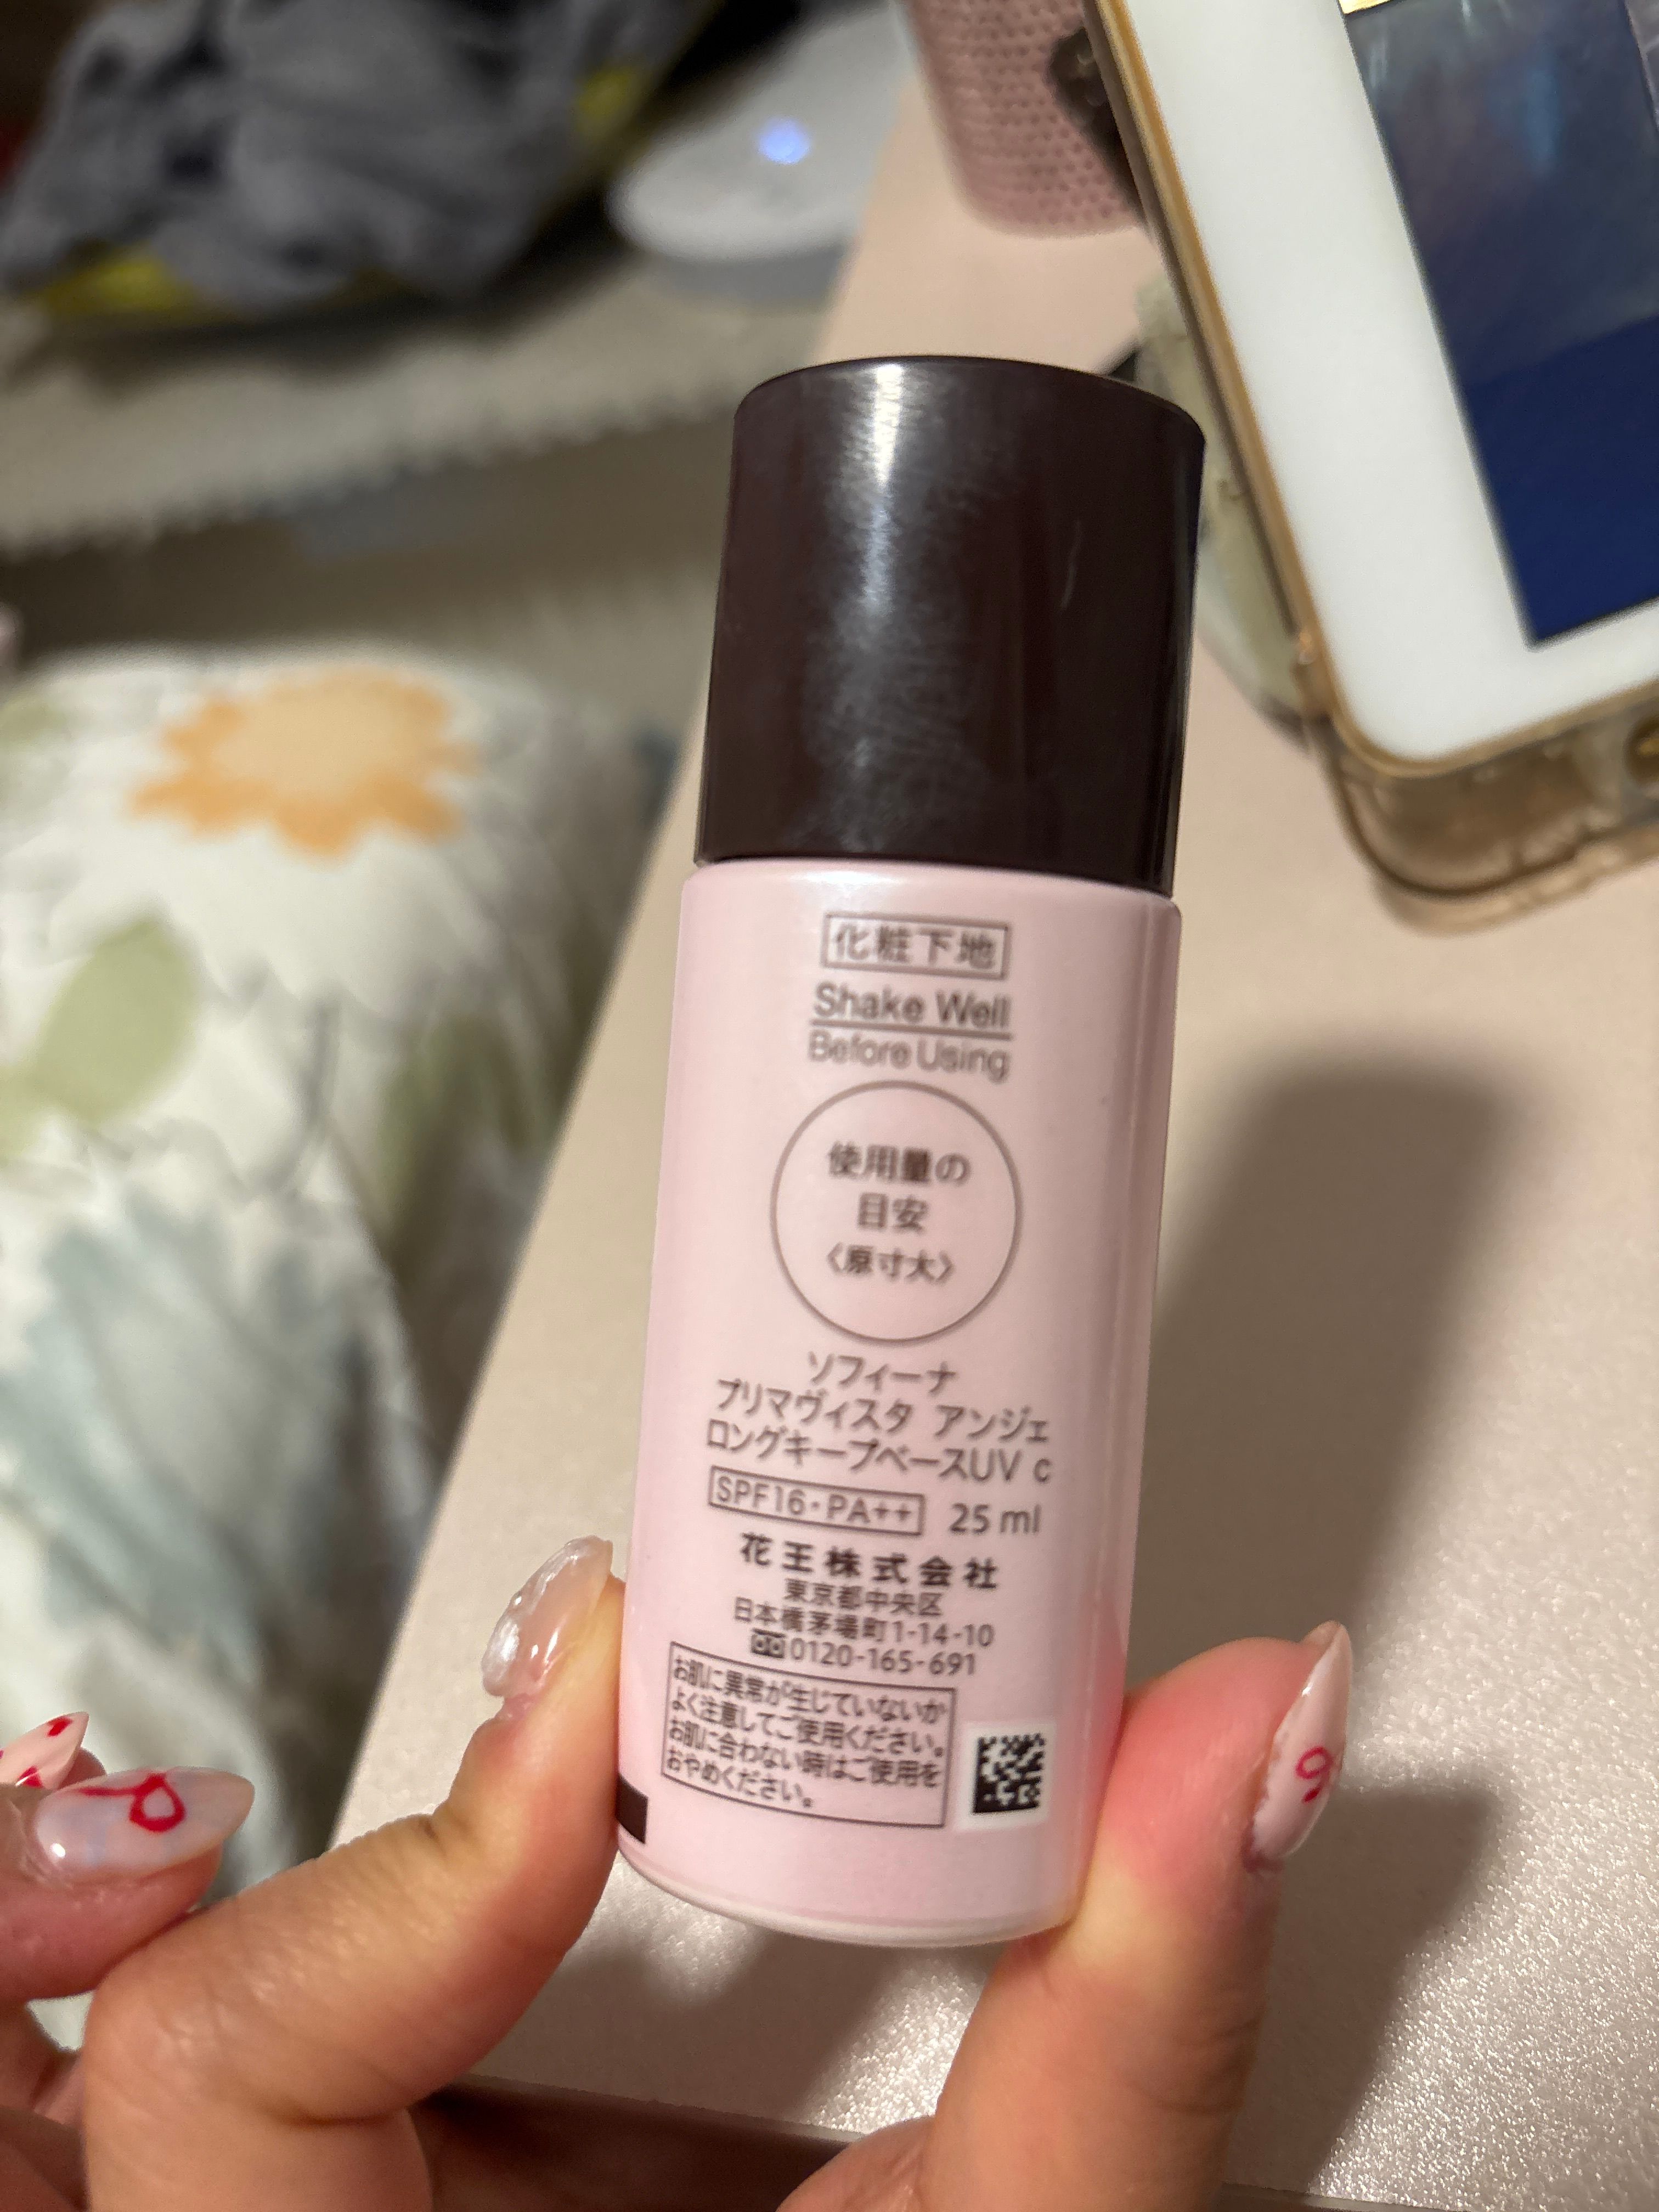 化粧下地
Shake Well
Before Using
使用量の
目安
〈原寸大〉
ソフィーナ
プリマヴィスタ アンジェ
ロングキープベースUV c
SPF16・PA++ 25 ml
花王株式会社
東京都中央区
日本橋茅場町1-14-10
0120-165-691
お肌に異常が生じていないか
よく注意してご使用ください。
お肌に合わない時はご使用を
おやめください。